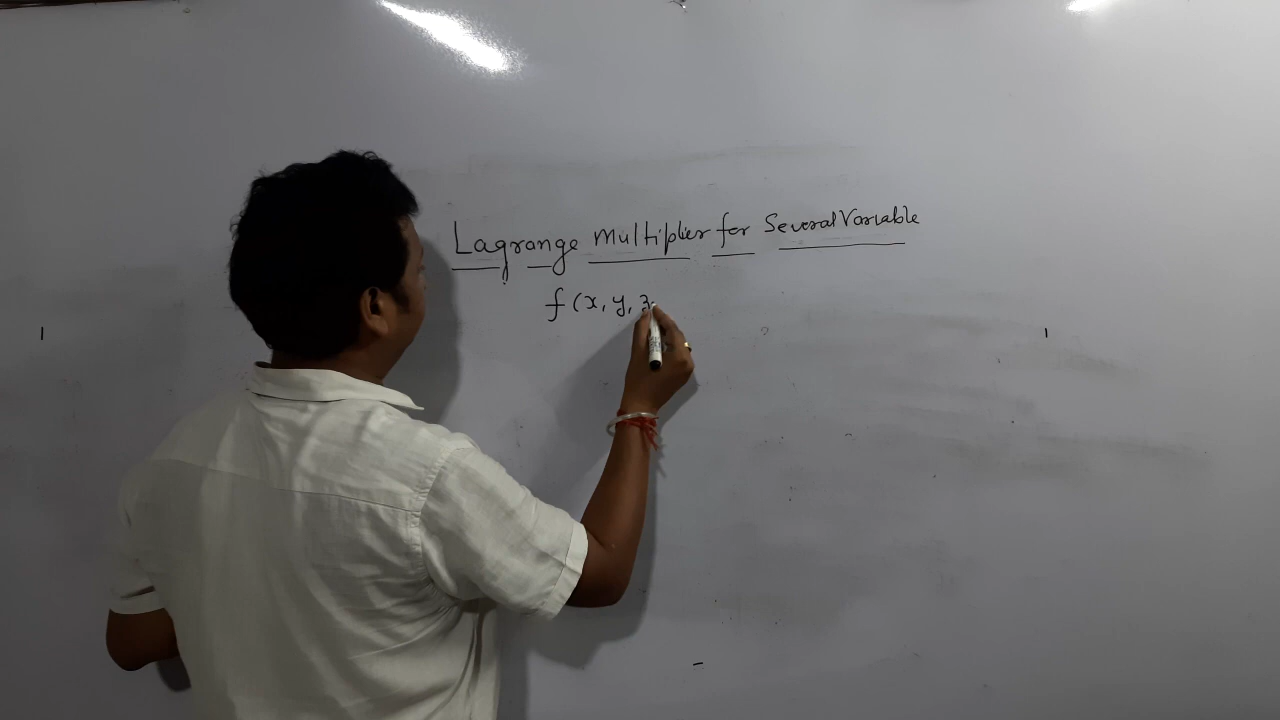 Lagrange Multiplier for Several Variable
f(x, y, z